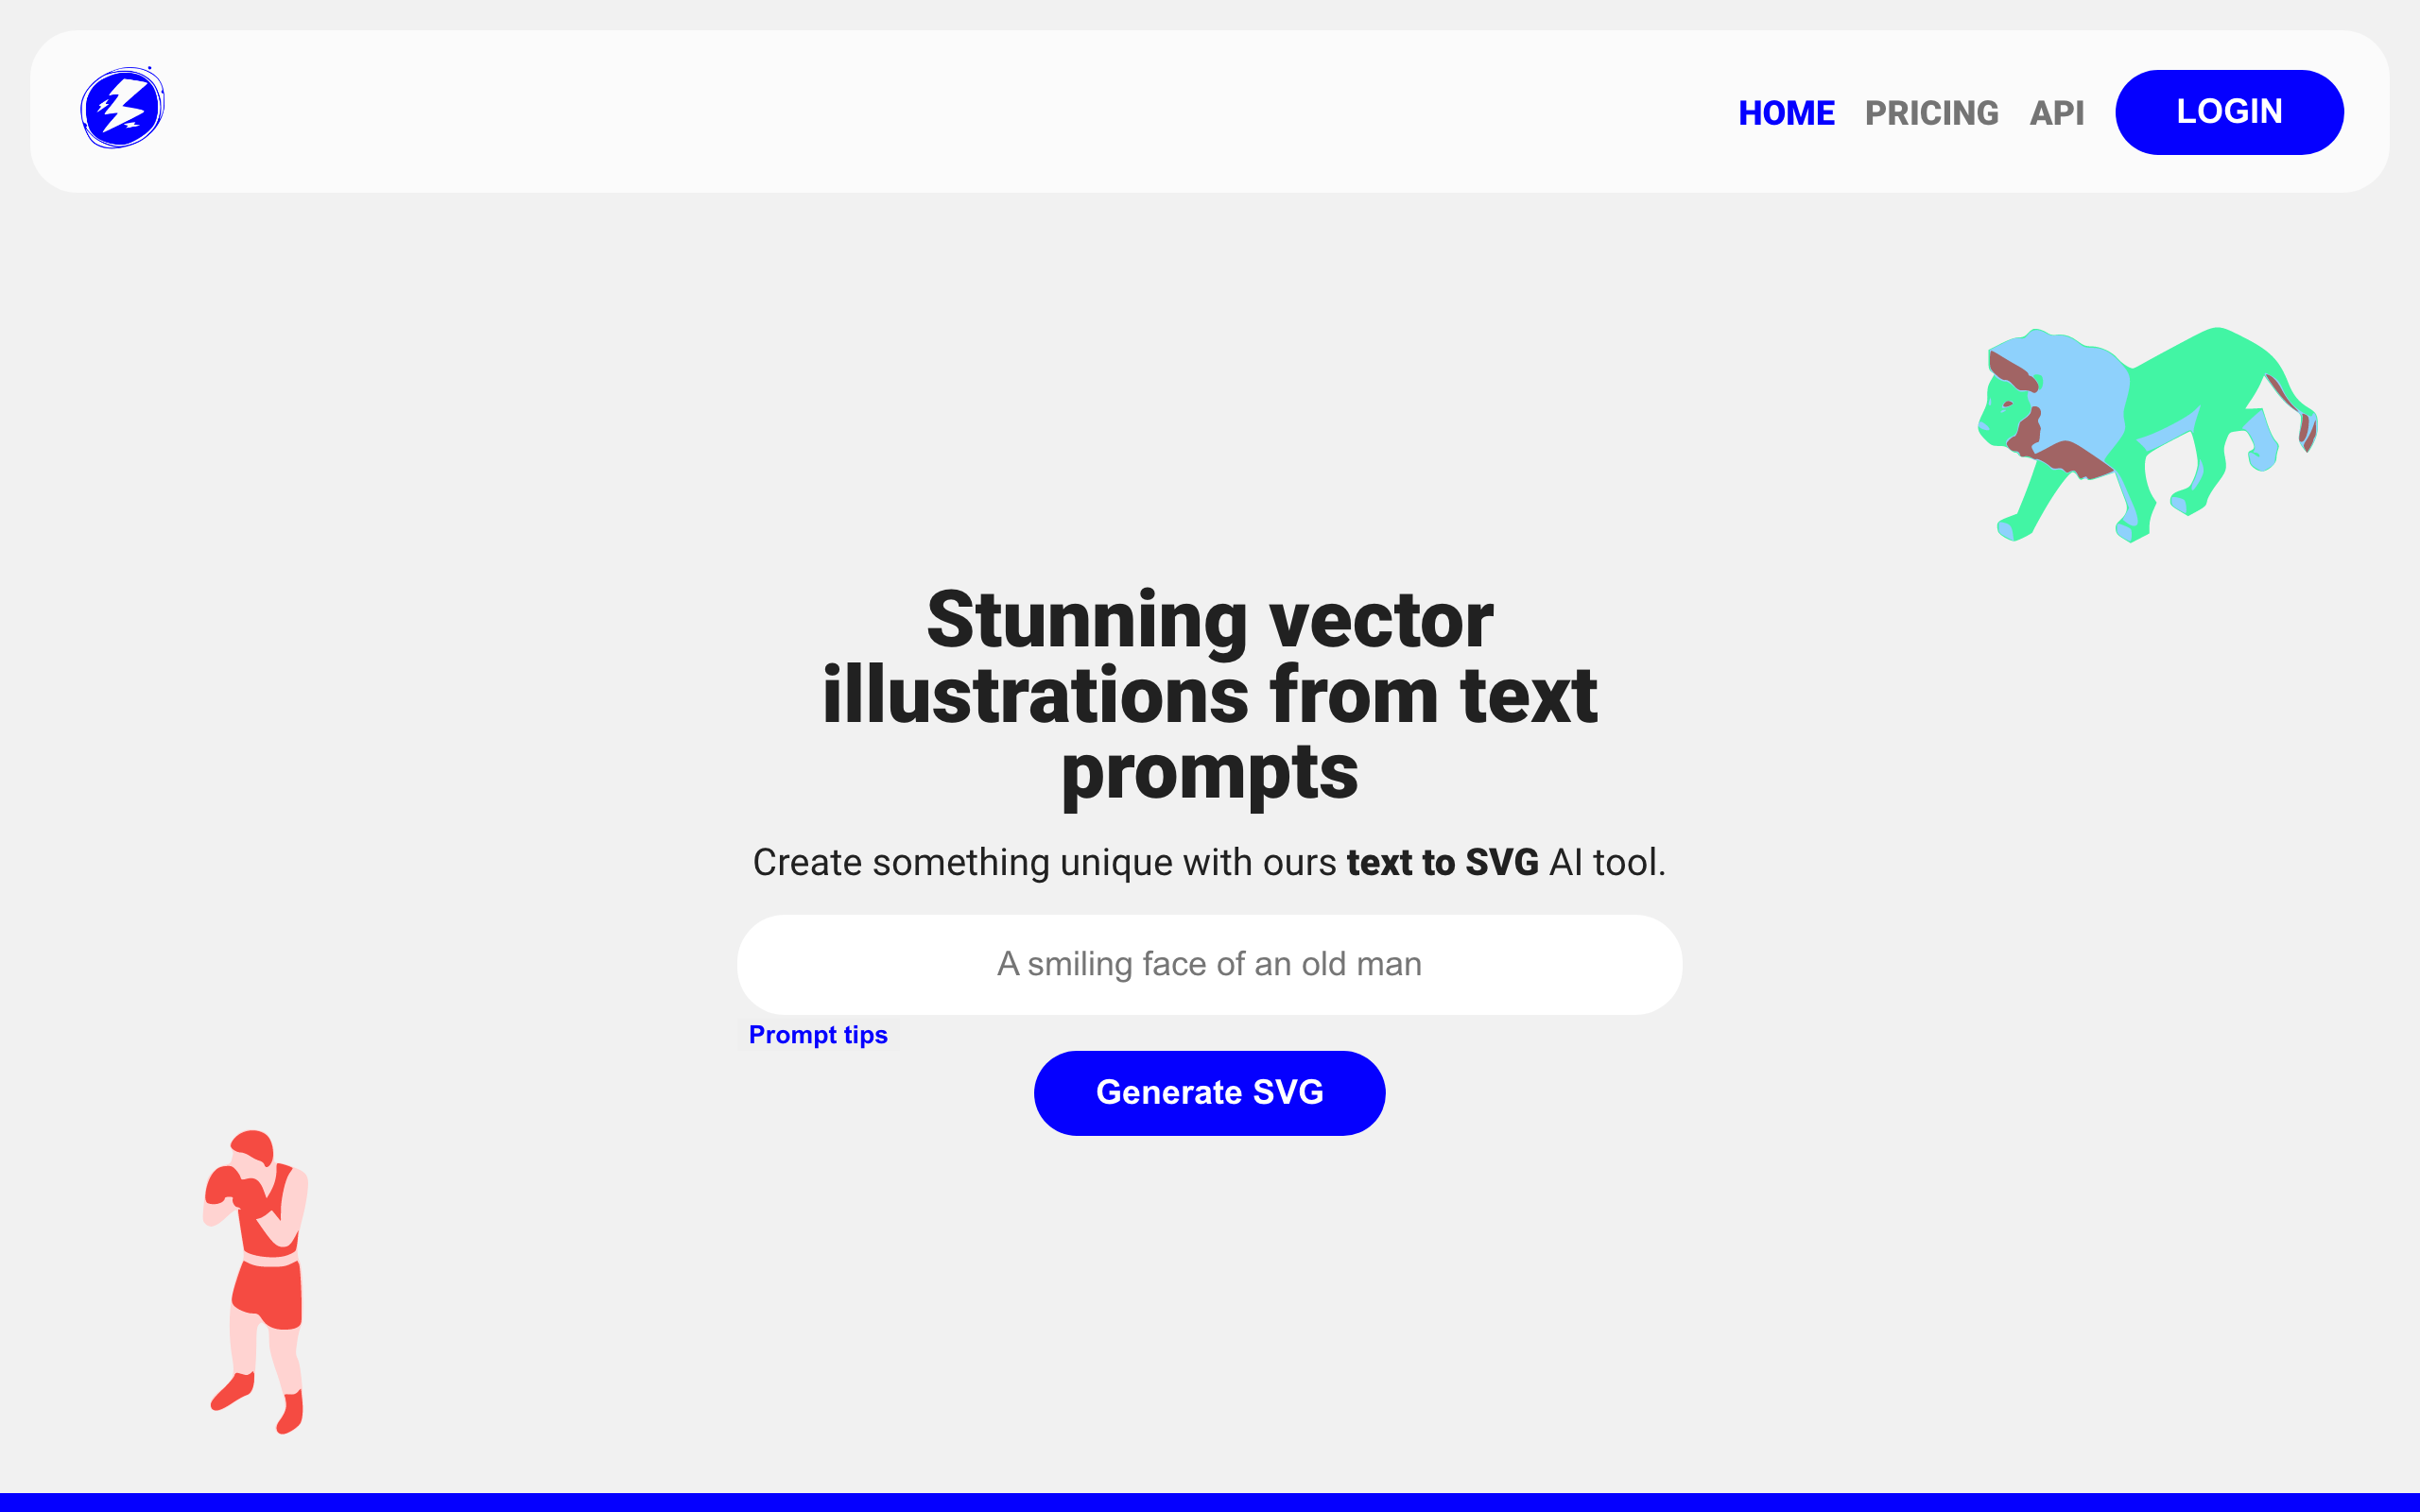 HOME PRICING API LOGIN
Stunning vector
illustrations from text
prompts
Create something unique with ours text to SVG AI tool.
A smiling face of an old man
Prompt tips
Generate SVG